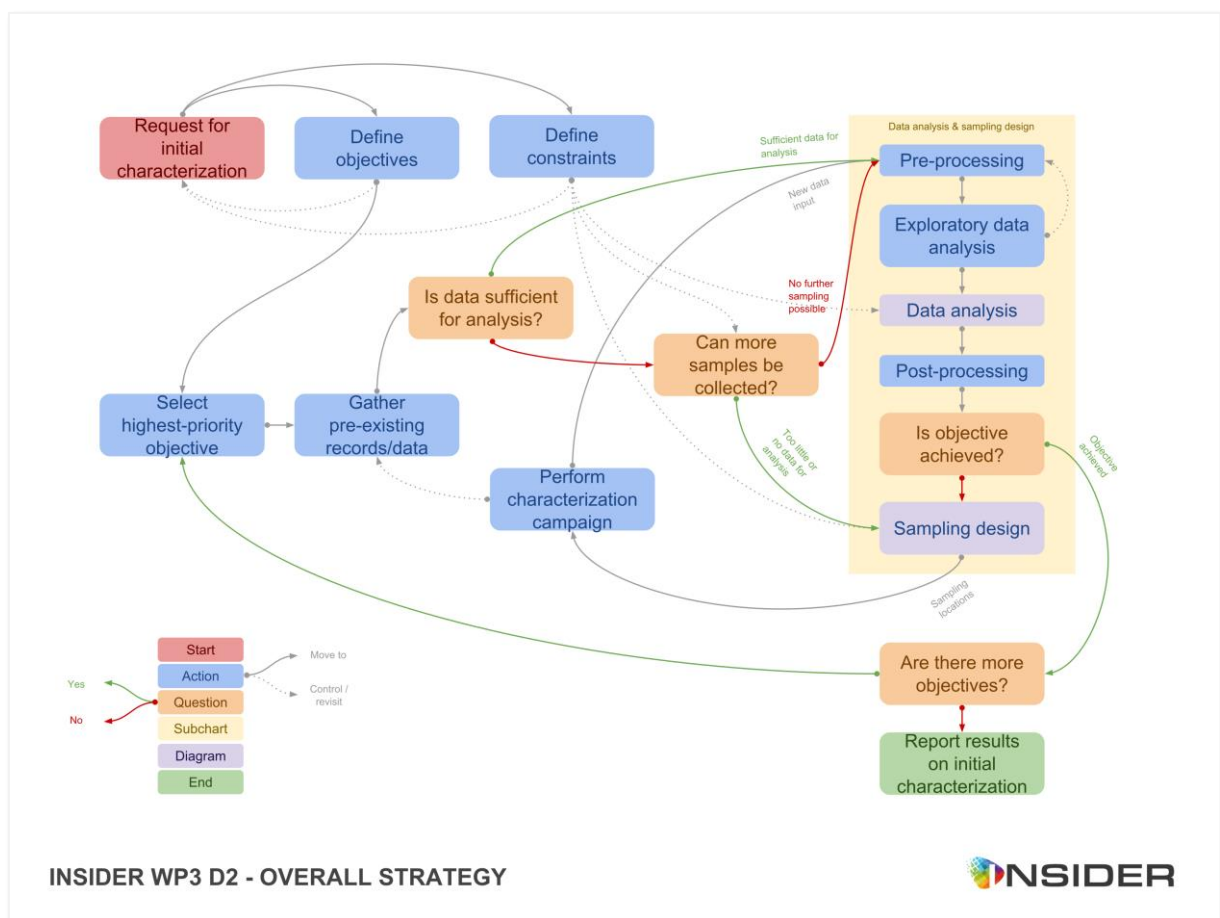 Request for
initial
characterization
Define
objectives
Define
constraints
Data analysis & sampling design
Sufficient data for
analysis
Pre-processing
New data
input
Exploratory data
analysis
Is data sufficient
for analysis?
No further
sampling
possible
Data analysis
Can more
samples be
collected?
Post-processing
Select
highest-priority
objective
Gather
pre-existing
records/data
Is objective
achieved?
Objective
achieved
Too little or
no data for
analysis
Perform
characterization
campaign
Sampling design
Sampling
locations
Start
Action
Question
Subchart
Diagram
End
Move to
Control /
revisit
Yes
No
Are there more
objectives?
Report results
on initial
characterization
INSIDER WP3 D2 - OVERALL STRATEGY
INSIDER